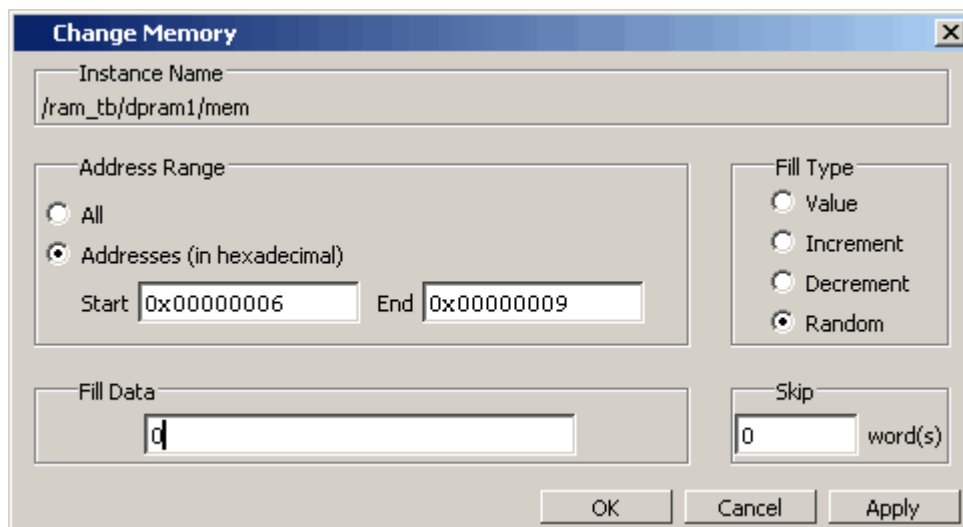 Change Memory
Instance Name
/ram_tb/dpram1/mem
Address Range
All
Addresses (in hexadecimal)
Start 0x00000006 End 0x00000009
Fill Type
Value
Increment
Decrement
Random
Fill Data
0
Skip
0 word(s)
OK Cancel Apply